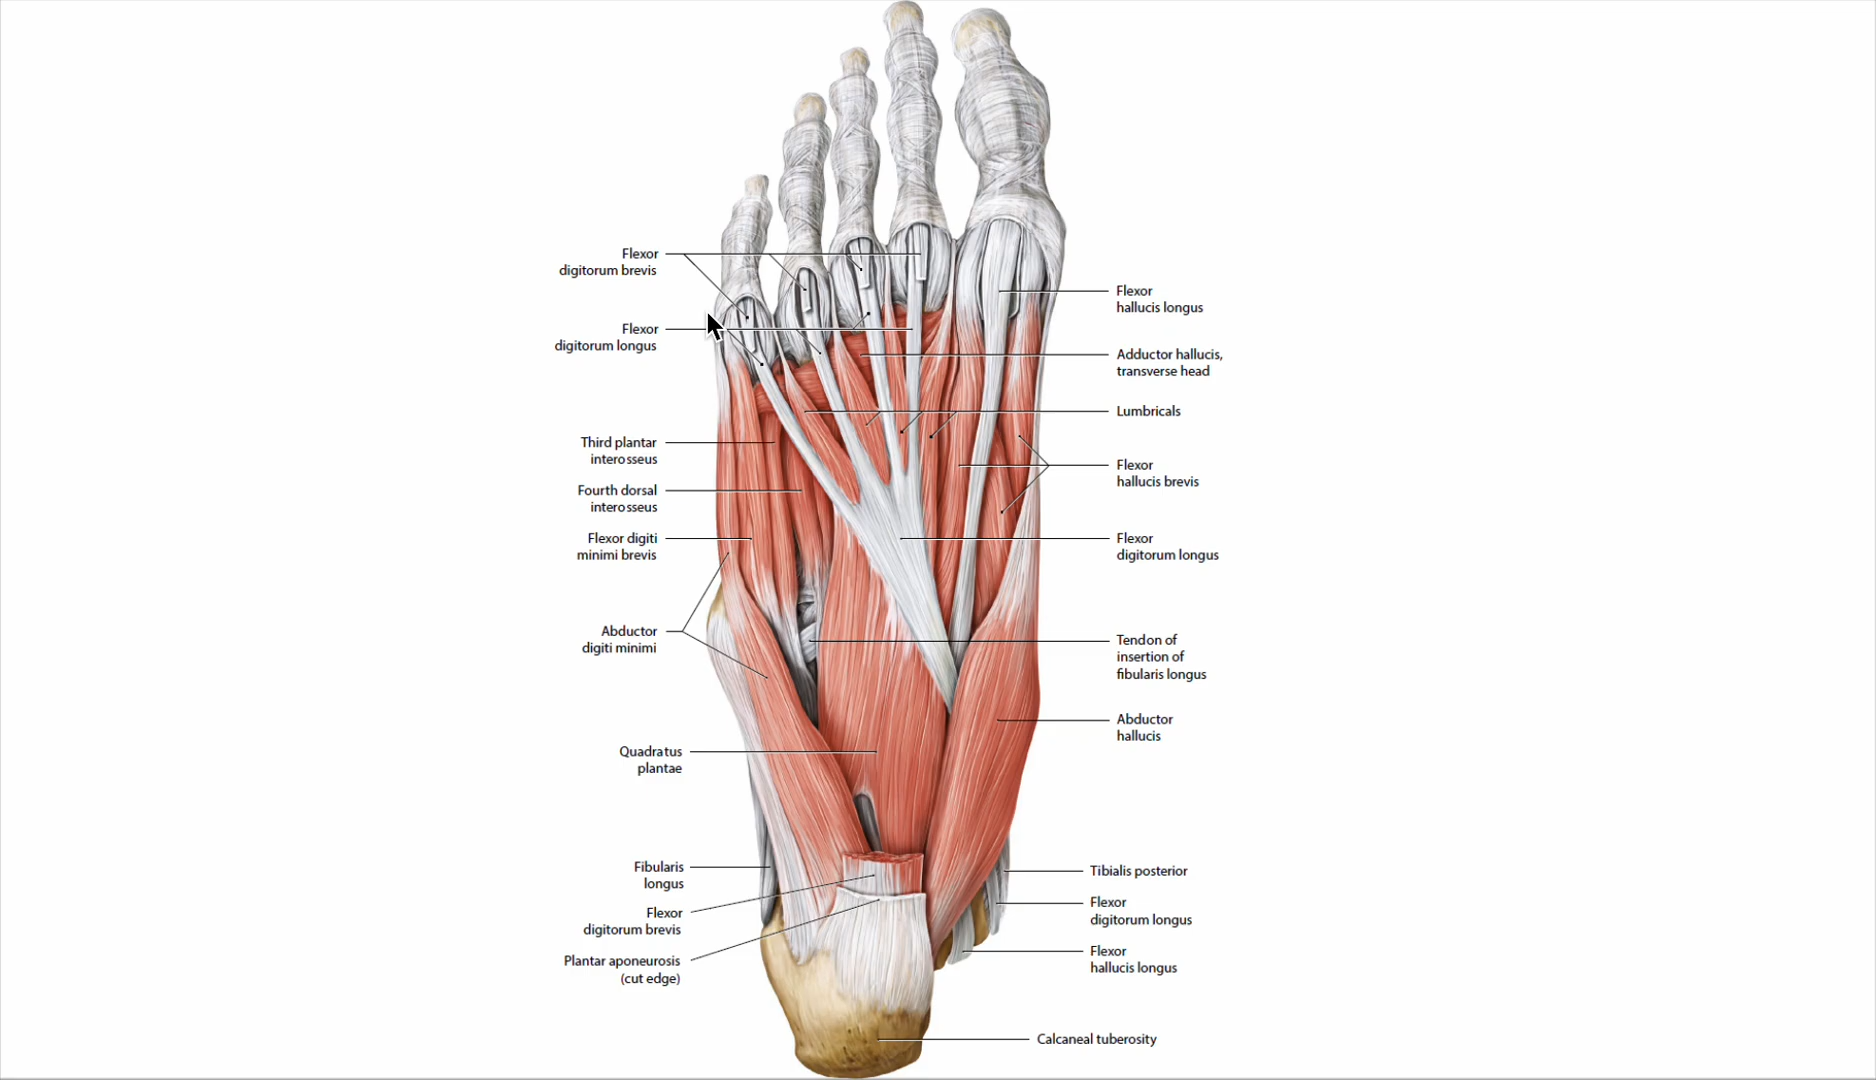 Flexor
digitorum brevis
Flexor
digitorum longus
Third plantar
interosseus
Fourth dorsal
interosseus
Flexor digiti
minimi brevis
Abductor
digiti minimi
Quadratus
plantae
Fibularis
longus
Flexor
digitorum brevis
Plantar aponeurosis
(cut edge)
Flexor
hallucis longus
Adductor hallucis,
transverse head
Lumbricals
Flexor
hallucis brevis
Flexor
digitorum longus
Tendon of
insertion of
fibularis longus
Abductor
hallucis
Tibialis posterior
Flexor
digitorum longus
Flexor
hallucis longus
Calcaneal tuberosity